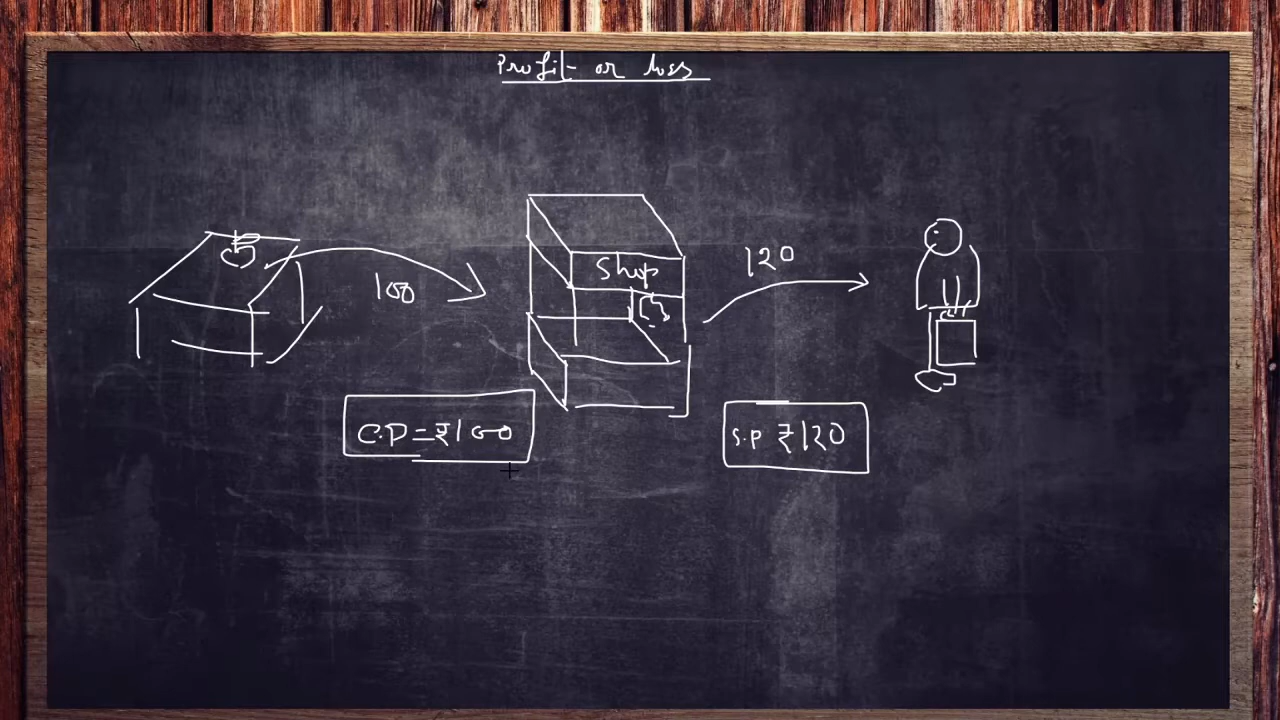 Profit or loss
Shop
100
120
C.P = ₹100
S.P ₹120